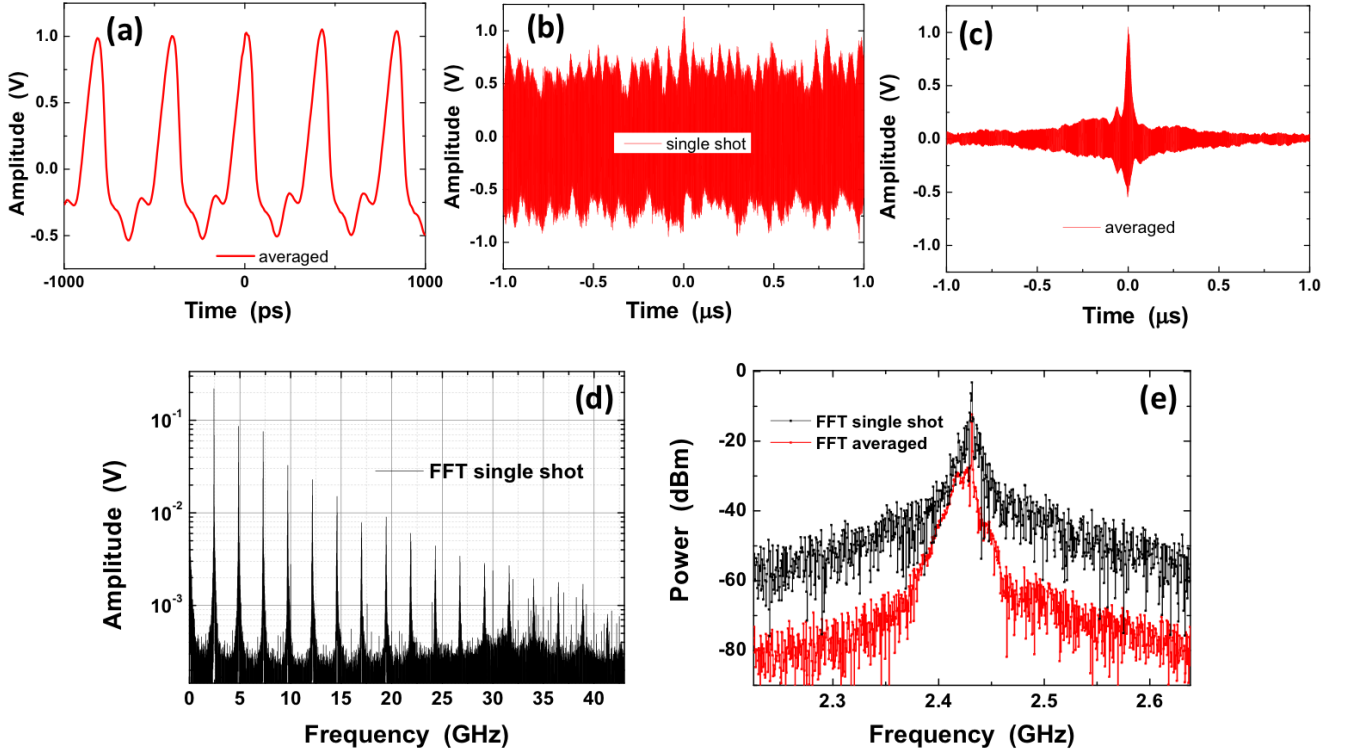 (a)
Amplitude (V)
1.0
0.5
0.0
-0.5
averaged
-1000
0
1000
Time (ps)
(b)
Amplitude (V)
1.0
0.5
0.0
-0.5
-1.0
single shot
-1.0
-0.5
0.0
0.5
1.0
Time (μs)
(c)
Amplitude (V)
1.0
0.5
0.0
-0.5
-1.0
averaged
-1.0
-0.5
0.0
0.5
1.0
Time (μs)
(d)
Amplitude (V)
10-1
10-2
10-3
FFT single shot
0
5
10
15
20
25
30
35
40
Frequency (GHz)
(e)
Power (dBm)
0
-20
-40
-60
-80
FFT single shot
FFT averaged
2.3
2.4
2.5
2.6
Frequency (GHz)